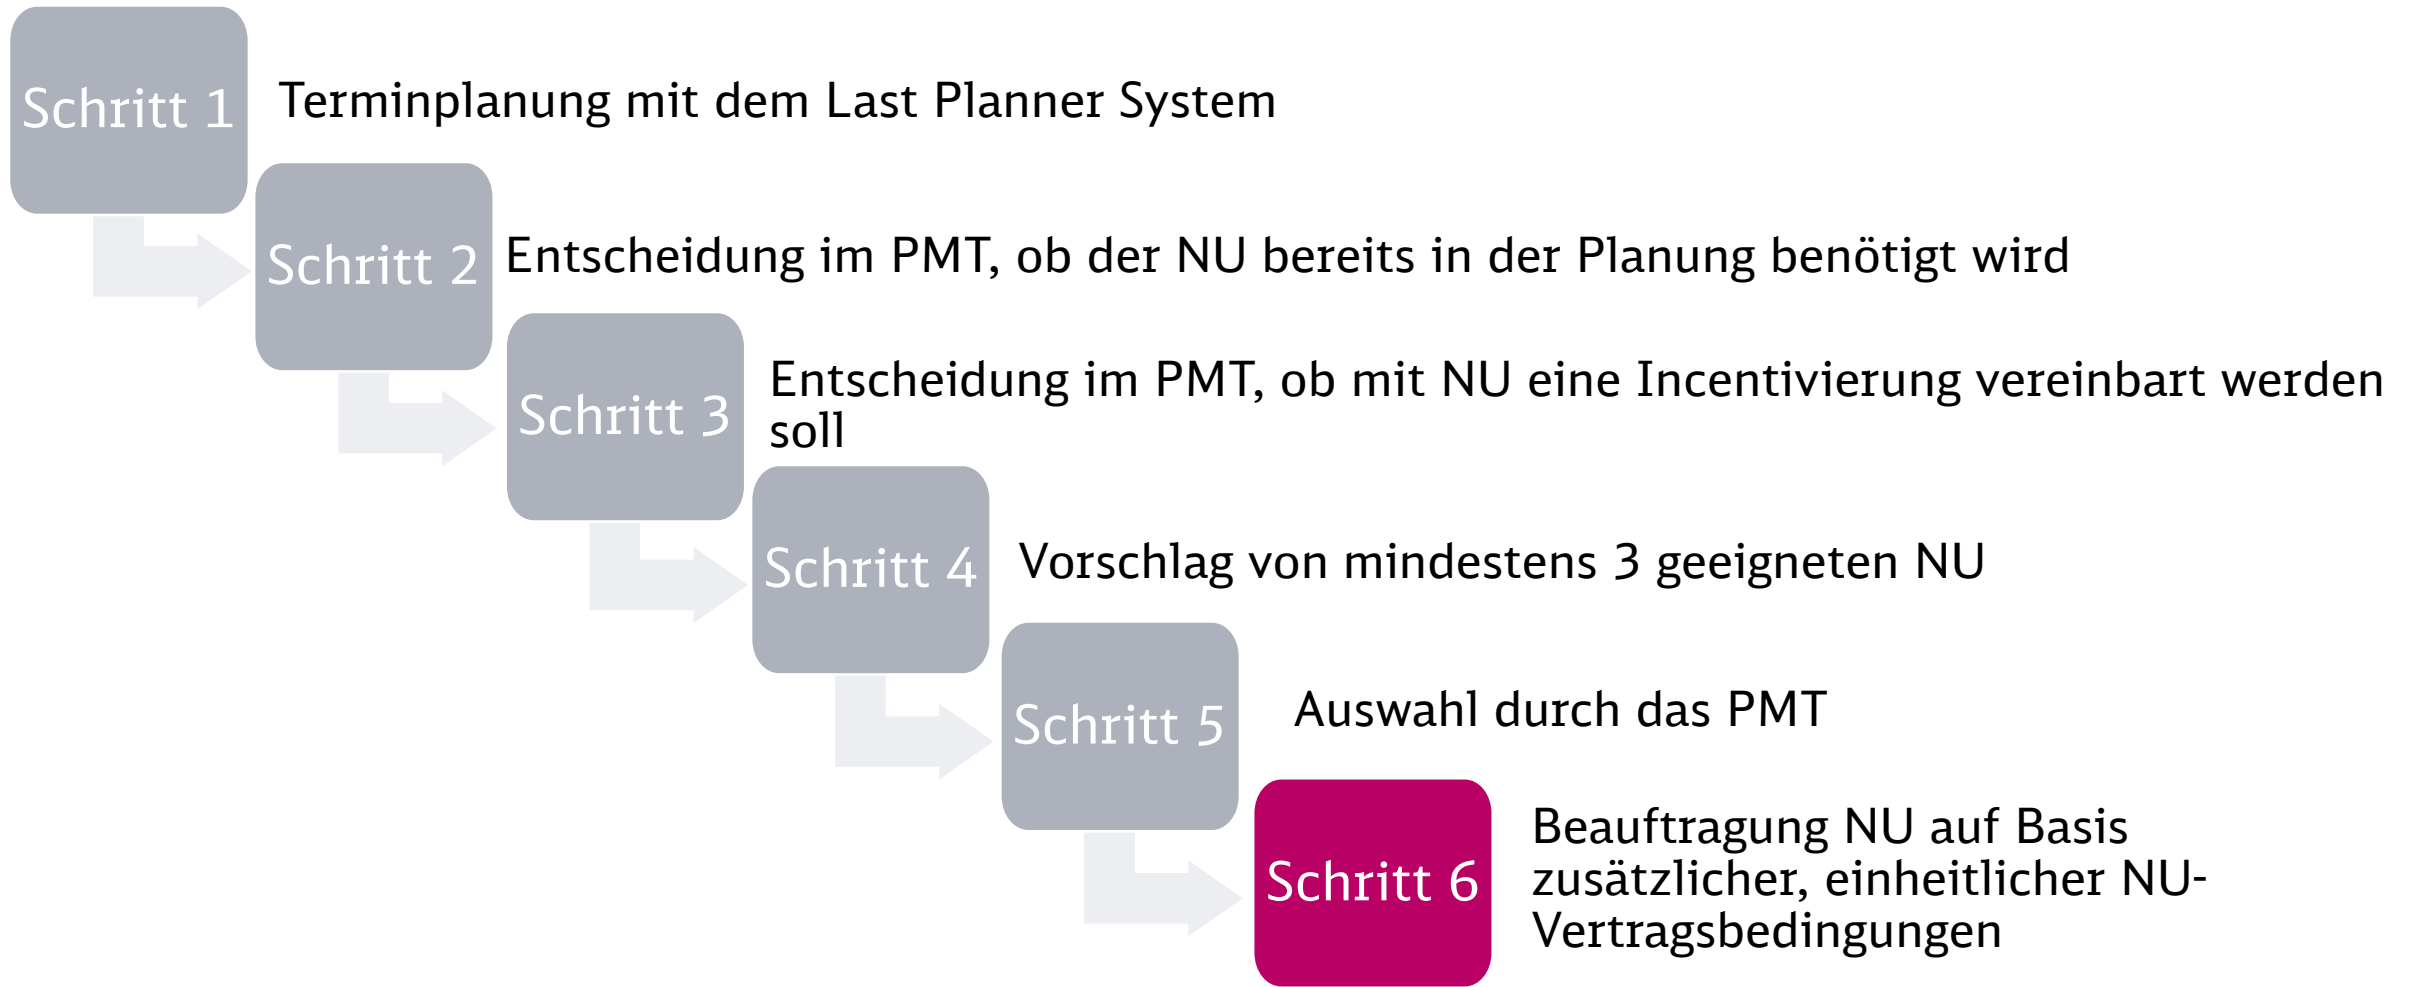 Schritt 1
Terminplanung mit dem Last Planner System
Schritt 2
Entscheidung im PMT, ob der NU bereits in der Planung benötigt wird
Schritt 3
Entscheidung im PMT, ob mit NU eine Incentivierung vereinbart werden
soll
Schritt 4
Vorschlag von mindestens 3 geeigneten NU
Schritt 5
Auswahl durch das PMT
Schritt 6
Beauftragung NU auf Basis
zusätzlicher, einheitlicher NU-
Vertragsbedingungen